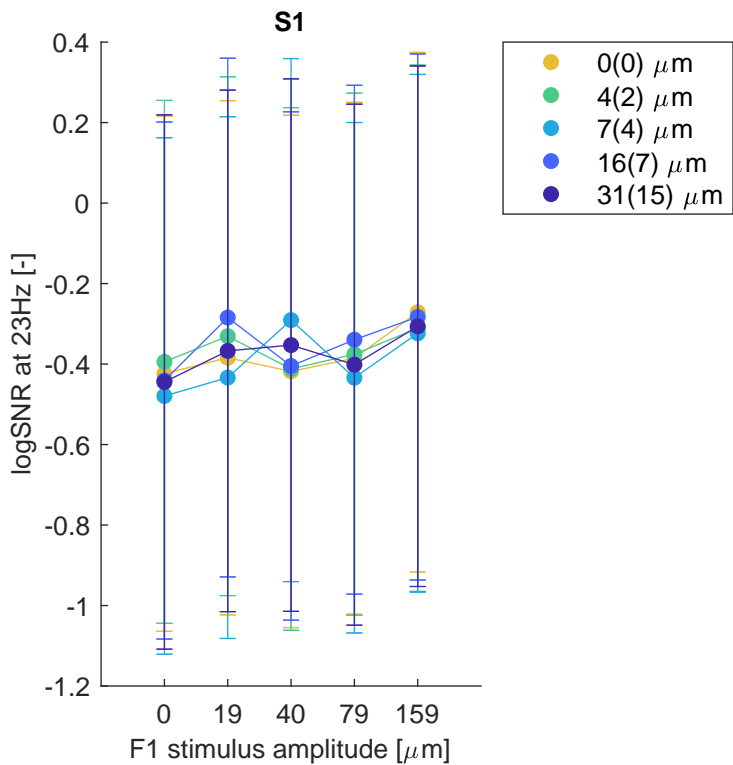 S1
0.4
0.2
0
-0.2
-0.4
-0.6
-0.8
-1
-1.2
logSNR at 23Hz [-]
0 19 40 79 159
F1 stimulus amplitude [μm]
0(0) μm
4(2) μm
7(4) μm
16(7) μm
31(15) μm